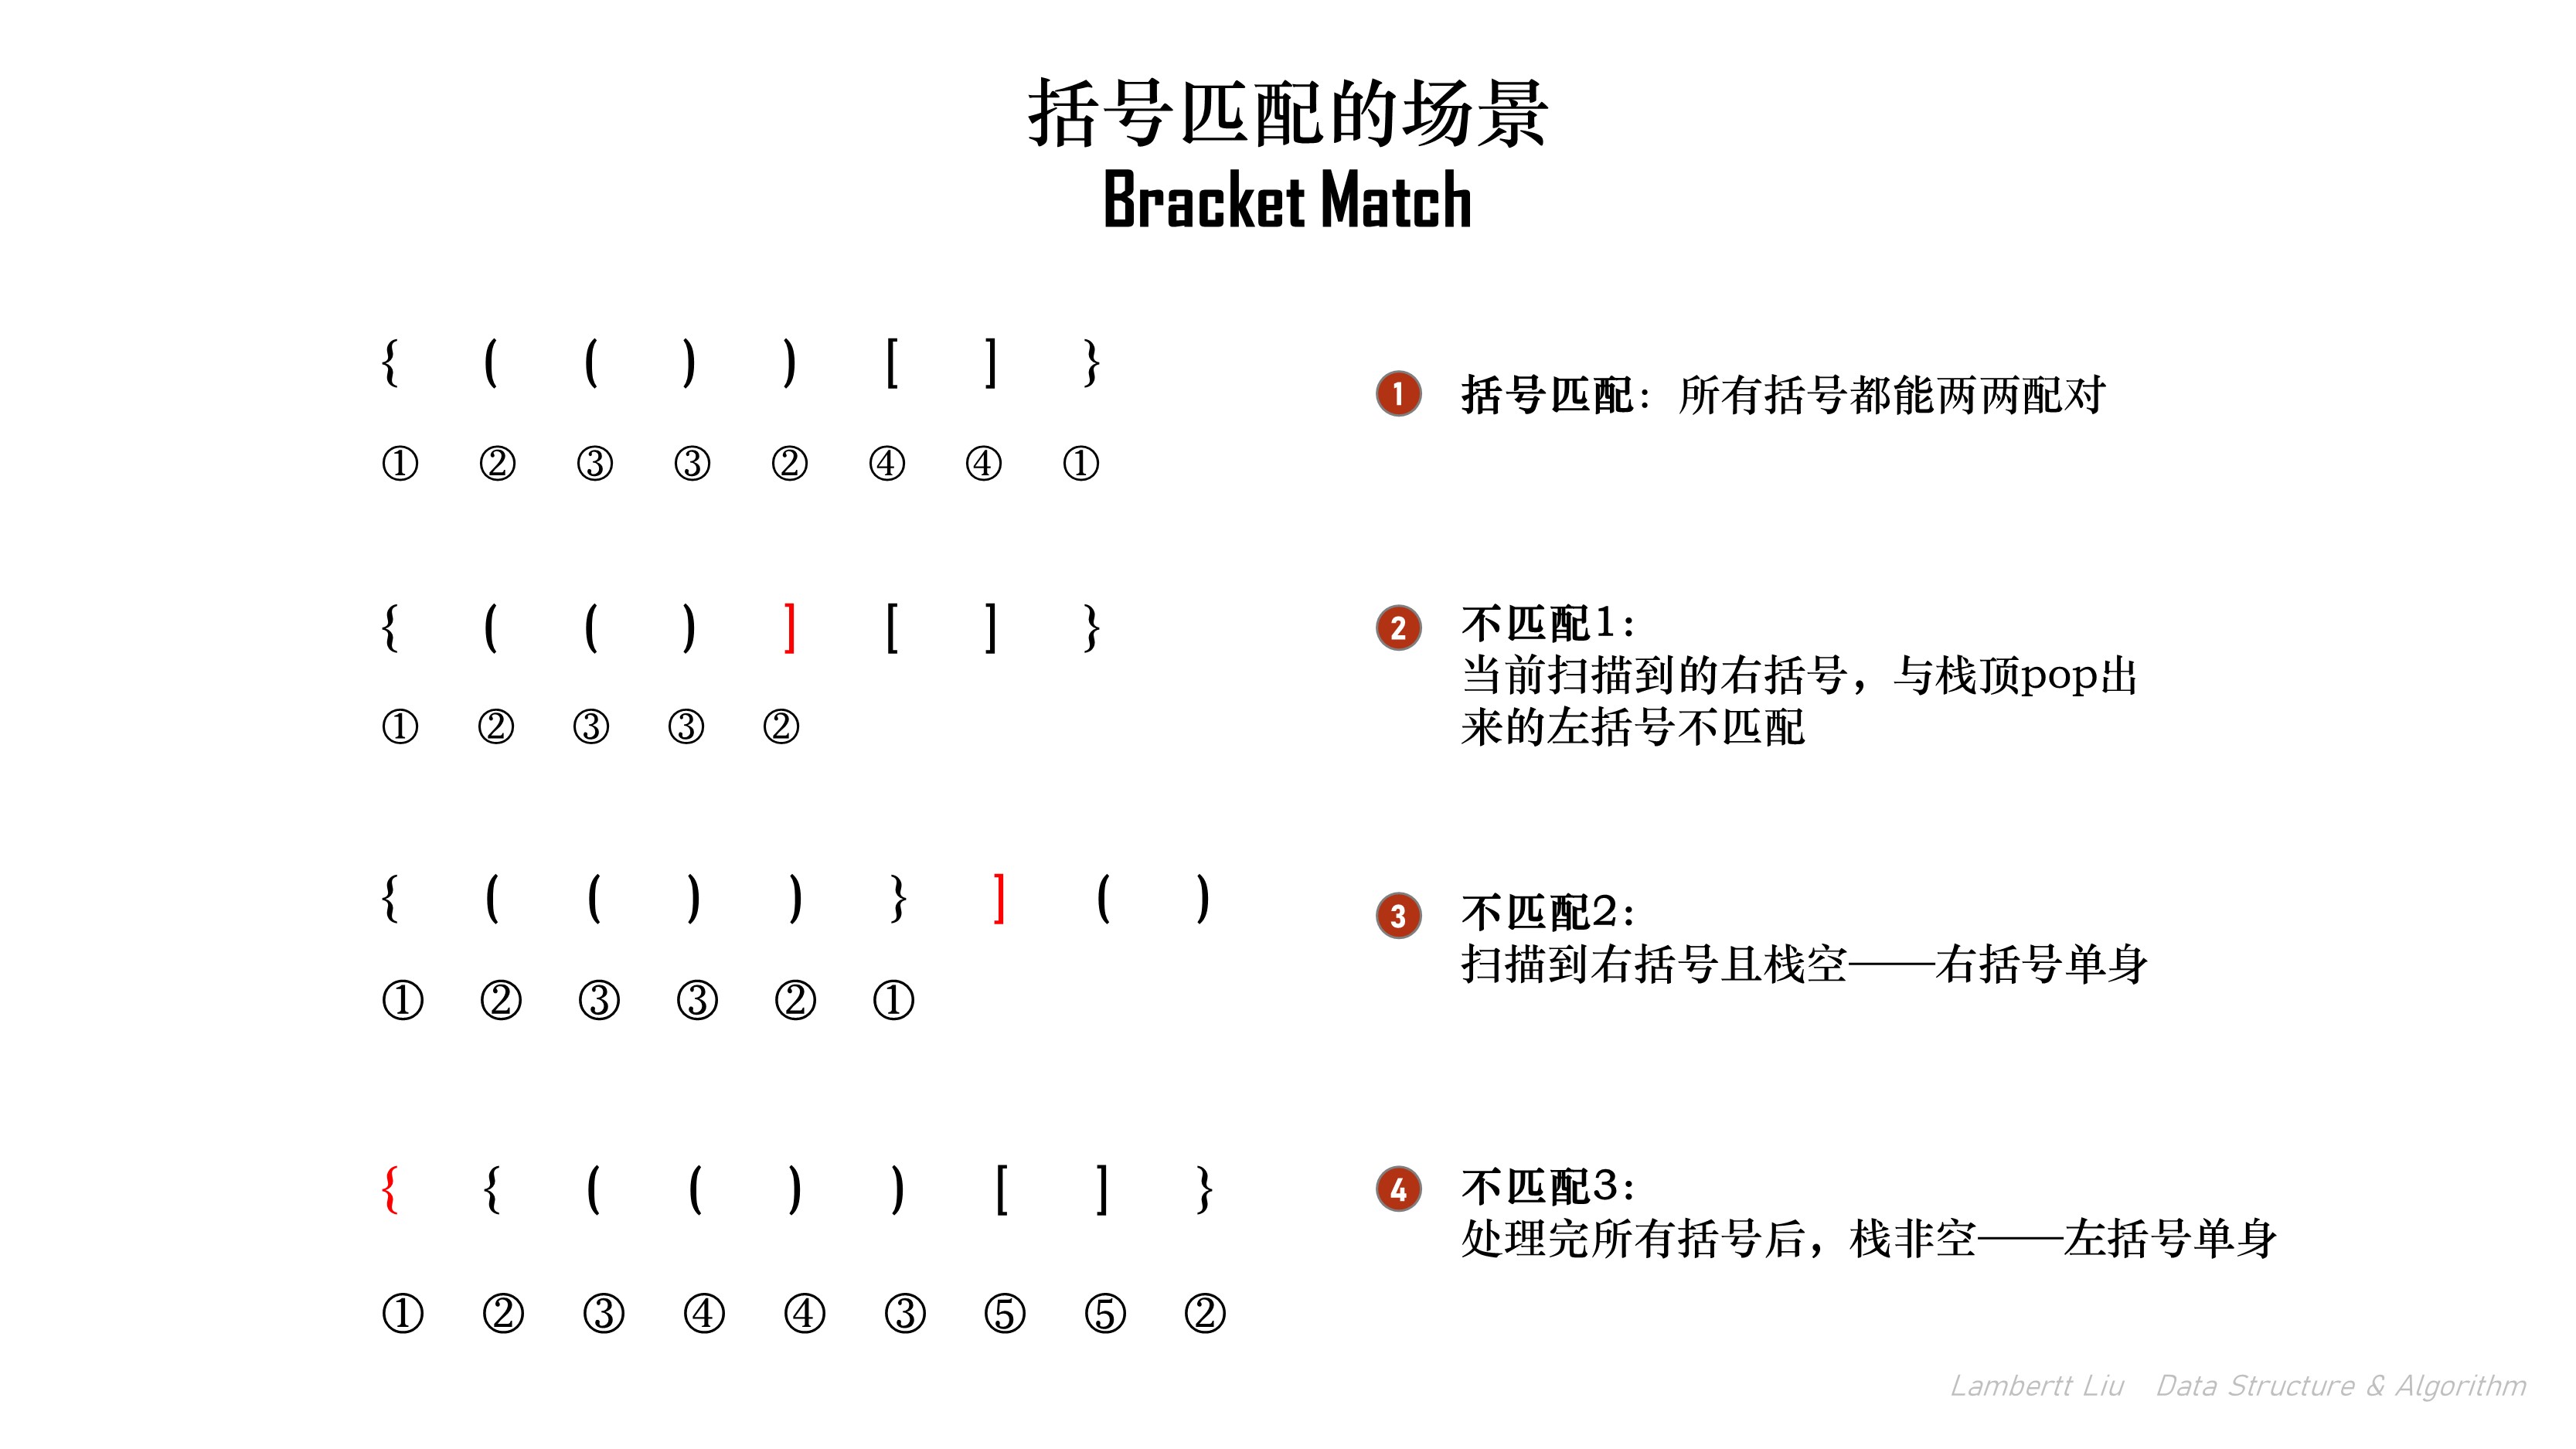 括号匹配的场景
Bracket Match
{ ( ( ) ) [ ] }
① ② ③ ③ ② ④ ④ ①
1 括号匹配：所有括号都能两两配对
{ ( ( ) ] [ ] }
① ② ③ ③ ②
2 不匹配1：
当前扫描到的右括号，与栈顶pop出
来的左括号不匹配
{ ( ( ) ) } ] ( )
① ② ③ ③ ② ①
3 不匹配2：
扫描到右括号且栈空——右括号单身
{ { ( ( ) ) [ ] }
① ② ③ ④ ④ ③ ⑤ ⑤ ②
4 不匹配3：
处理完所有括号后，栈非空——左括号单身
Lambertt Liu Data Structure & Algorithm